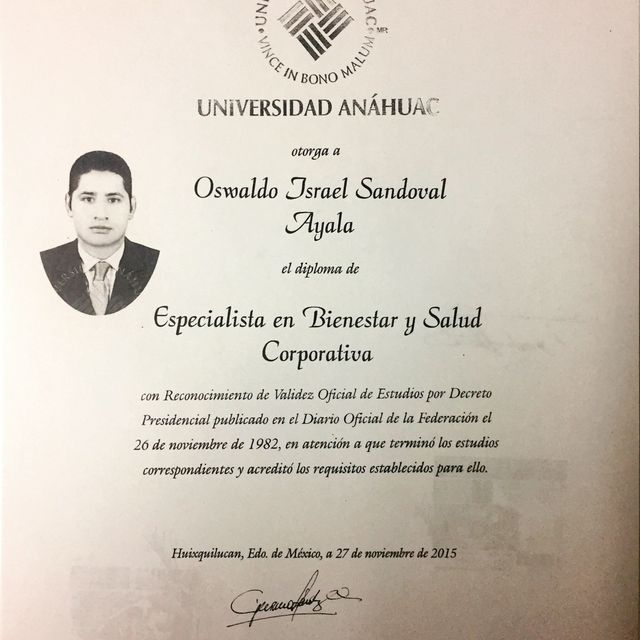 VINCE IN BONO MALUM
MR
UNIVERSIDAD ANÁHUAC
otorga a
Oswaldo Israel Sandoval
Ayala
el diploma de
Especialista en Bienestar y Salud
Corporativa
con Reconocimiento de Validez Oficial de Estudios por Decreto
Presidencial publicado en el Diario Oficial de la Federación el
26 de noviembre de 1982, en atención a que terminó los estudios
correspondientes y acreditó los requisitos establecidos para ello.
Huixquilucan, Edo. de México, a 27 de noviembre de 2015